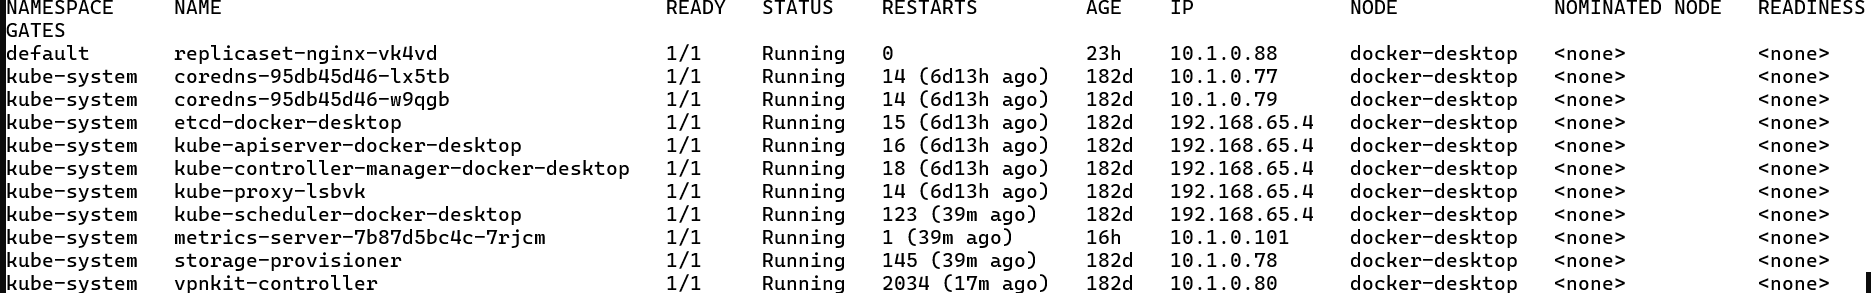 NAMESPACE     NAME                                     READY   STATUS    RESTARTS         AGE    IP             NODE             NOMINATED NODE   READINESS
GATES
default       replicaset-nginx-vk4vd                   1/1     Running   0                23h    10.1.0.88      docker-desktop   <none>           <none>
kube-system   coredns-95db45d46-lx5tb                  1/1     Running   14 (6d13h ago)   182d   10.1.0.77      docker-desktop   <none>           <none>
kube-system   coredns-95db45d46-w9qgb                  1/1     Running   14 (6d13h ago)   182d   10.1.0.79      docker-desktop   <none>           <none>
kube-system   etcd-docker-desktop                      1/1     Running   15 (6d13h ago)   182d   192.168.65.4   docker-desktop   <none>           <none>
kube-system   kube-apiserver-docker-desktop            1/1     Running   16 (6d13h ago)   182d   192.168.65.4   docker-desktop   <none>           <none>
kube-system   kube-controller-manager-docker-desktop   1/1     Running   18 (6d13h ago)   182d   192.168.65.4   docker-desktop   <none>           <none>
kube-system   kube-proxy-lsbvk                         1/1     Running   14 (6d13h ago)   182d   192.168.65.4   docker-desktop   <none>           <none>
kube-system   kube-scheduler-docker-desktop            1/1     Running   123 (39m ago)    182d   192.168.65.4   docker-desktop   <none>           <none>
kube-system   metrics-server-7b87d5bc4c-7rjcm          1/1     Running   1 (39m ago)      16h    10.1.0.101     docker-desktop   <none>           <none>
kube-system   storage-provisioner                      1/1     Running   145 (39m ago)    182d   10.1.0.78      docker-desktop   <none>           <none>
kube-system   vpnkit-controller                        1/1     Running   2034 (17m ago)   182d   10.1.0.80      docker-desktop   <none>           <none>